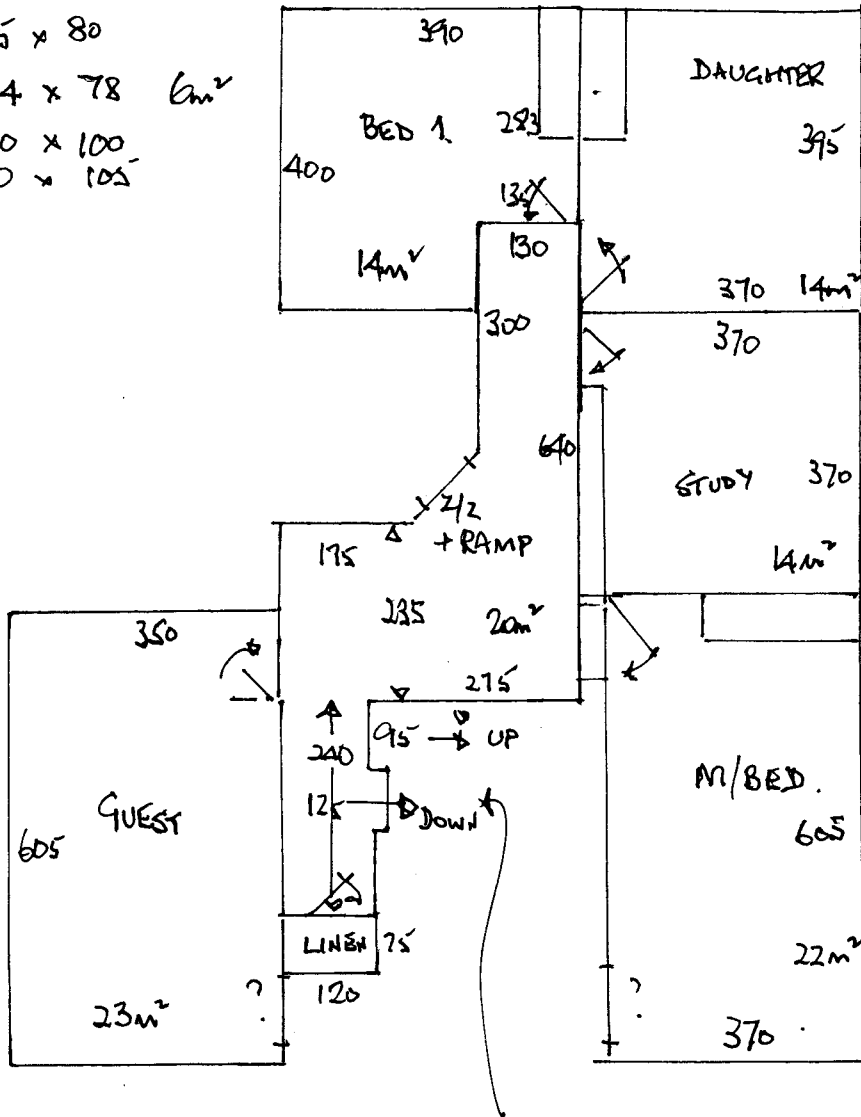 5 x 80
4 x 78 6m²
0 x 100
0 x 105
390
BED 1.
283
400
135
130
14m²
300
DAUGHTER
395
370 14m²
370
640
STUDY 370
14m²
2/2
+ RAMP
175
235 20m²
275
350
95 UP
240
125
DOWN
GUEST
605
LINEN 75
120
23m²
?
M/BED.
605
22m²
?
370